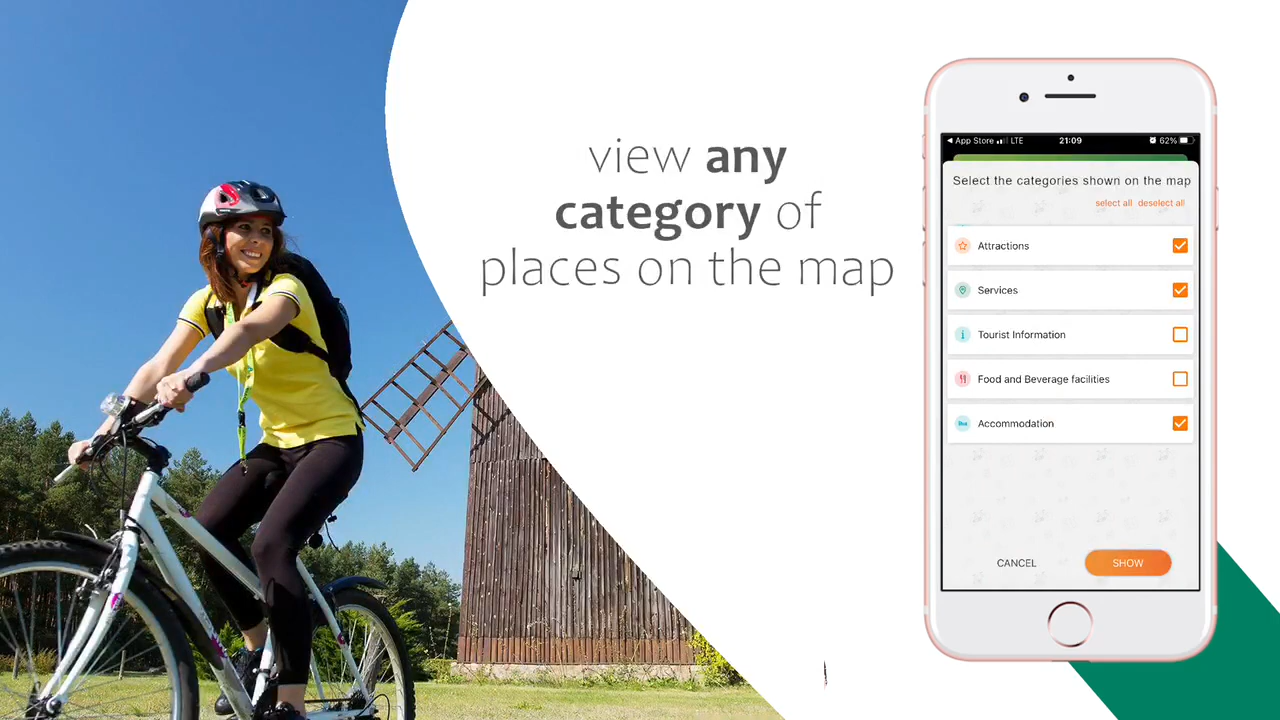 view any
category of
places on the map
App Store LTE 21:09 62%
Select the categories shown on the map
select all deselect all
Attractions
Services
Tourist Information
Food and Beverage facilities
Accommodation
CANCEL SHOW